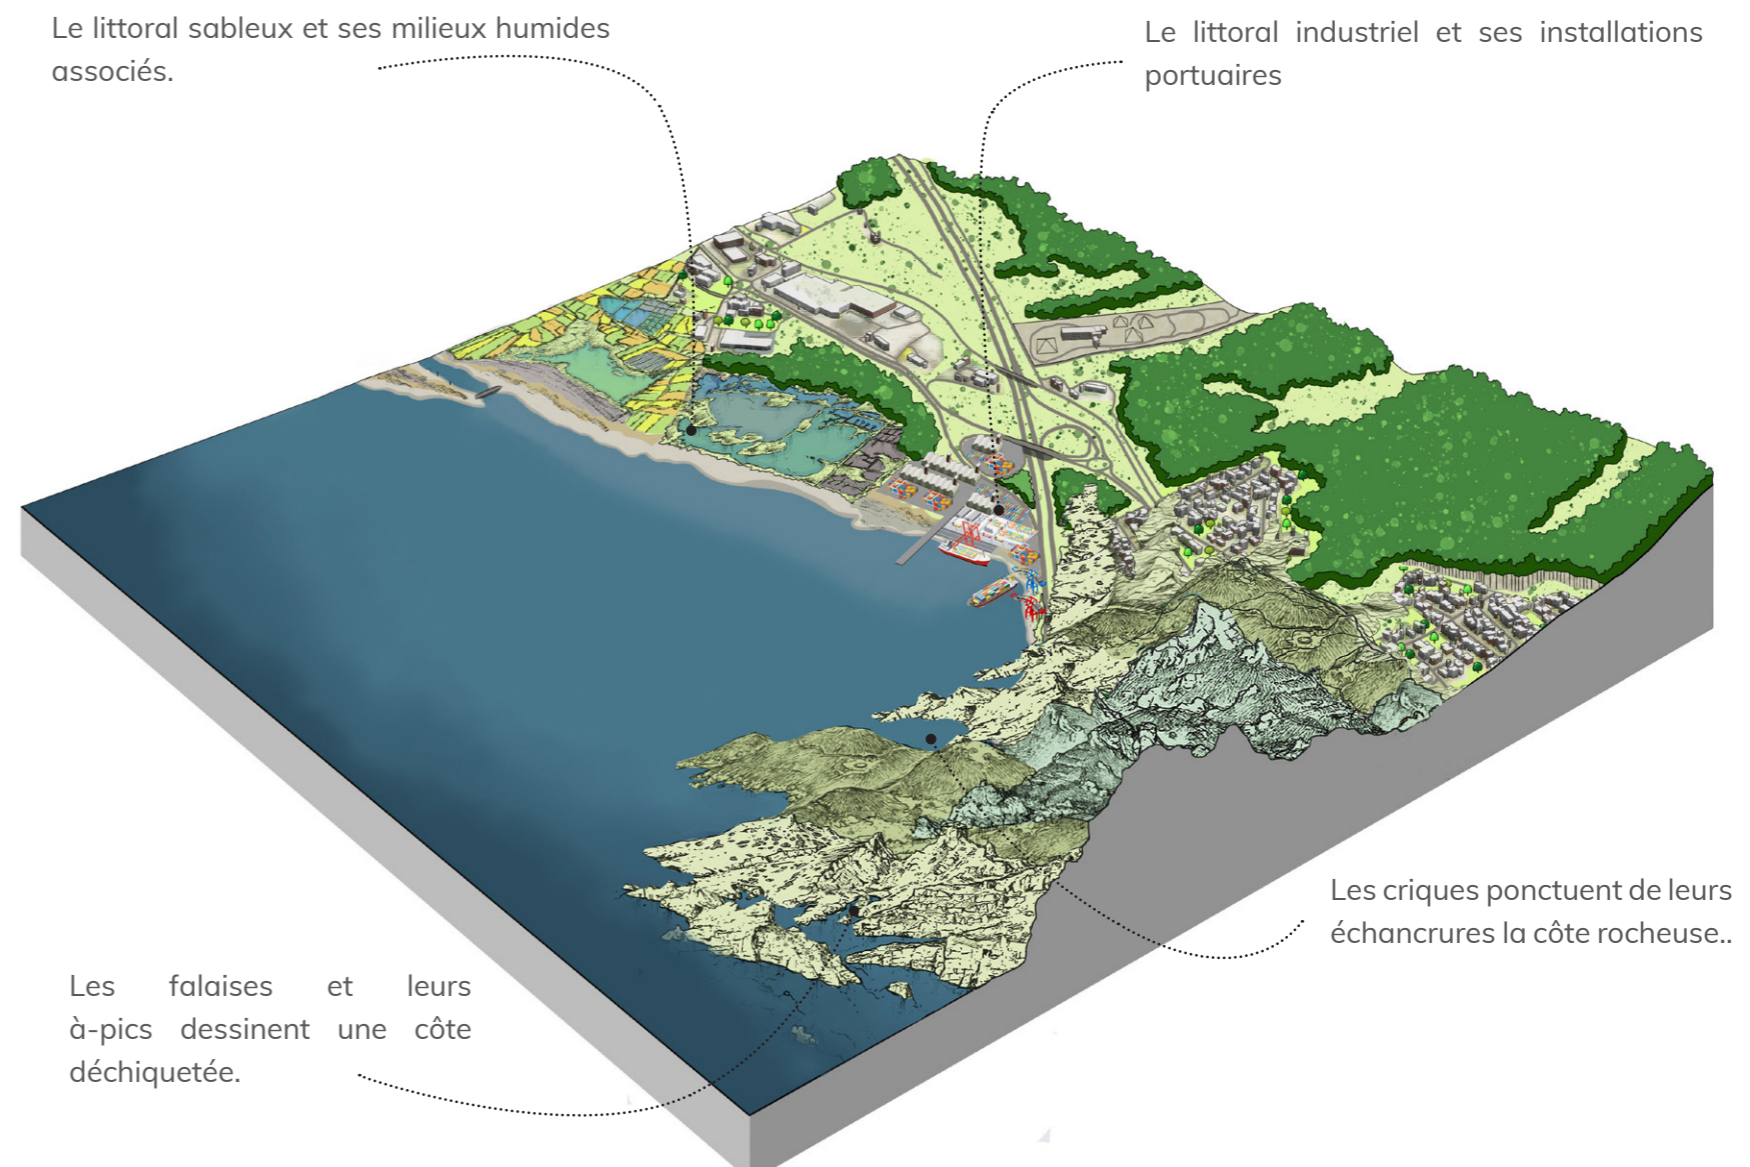 Le littoral sableux et ses milieux humides
associés.
Le littoral industriel et ses installations
portuaires
Les criques ponctuent de leurs
échancrures la côte rocheuse..
Les falaises et leurs
à-pics dessinent une côte
déchiquetée.